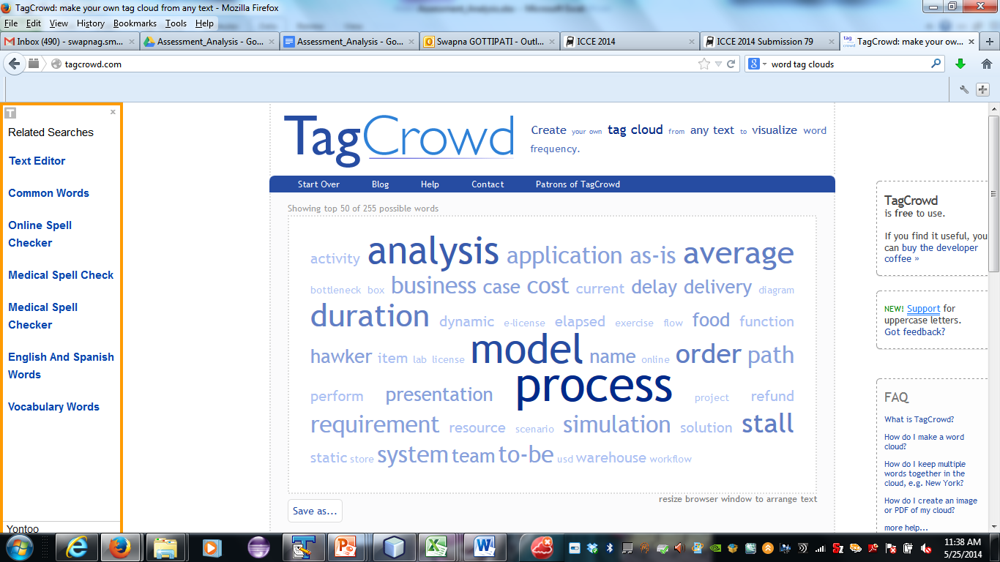 TagCrowd: make your own tag cloud from any text - Mozilla Firefox
File Edit View History Bookmarks Tools Help
Inbox (490) - swapnag.sm... Assessment_Analysis - Go... Assessment_Analysis - Go... Swapna GOTTIPATI - Outl... ICCE 2014 ICCE 2014 Submission 79 TagCrowd: make your own...
tagcrowd.com word tag clouds
Related Searches
Text Editor
Common Words
Online Spell
Checker
Medical Spell Check
Medical Spell
Checker
English And Spanish
Words
Vocabulary Words
Yontoo
TagCrowd
Create your own tag cloud from any text to visualize word
frequency.
Start Over Blog Help Contact Patrons of TagCrowd
Showing top 50 of 255 possible words
activity analysis application as-is average
bottleneck box business case cost current delay delivery diagram
duration dynamic e-license elapsed exercise flow food function
hawker item lab license model name online order path
perform presentation process project refund
requirement resource scenario simulation solution stall
static store system team to-be usd warehouse workflow
resize browser window to arrange text
Save as...
TagCrowd
is free to use.
If you find it useful, you
can buy the developer
coffee »
NEW! Support for
uppercase letters.
Got feedback?
FAQ
What is TagCrowd?
How do I make a word
cloud?
How do I keep multiple
words together in the
cloud, e.g. New York?
How do I create an image
or PDF of my cloud?
more help...
11:38 AM
5/25/2014